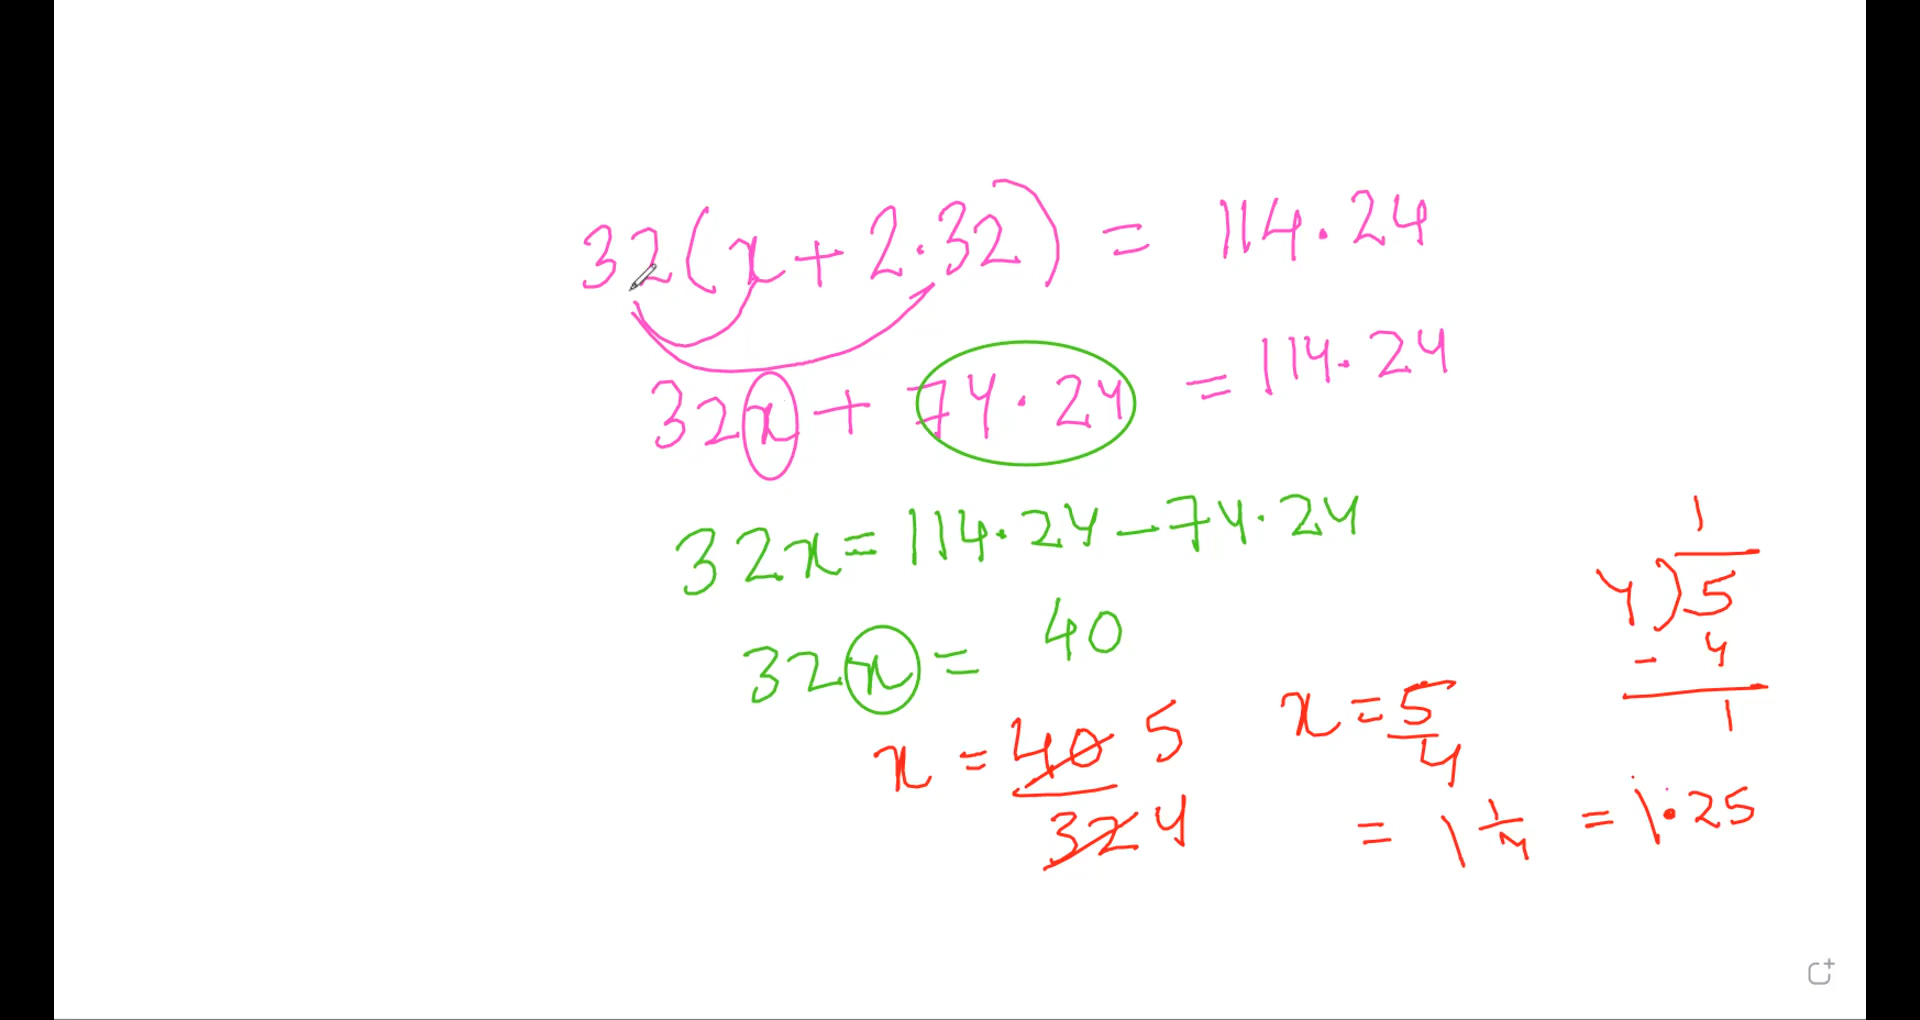 32(x + 2.32) = 114.24
32x + 74.24 = 114.24
32x = 114.24 - 74.24
32x = 40
x = 40/32 5/4
x = 5/4
= 1 1/4 = 1.25
1
4)5
- 4
1